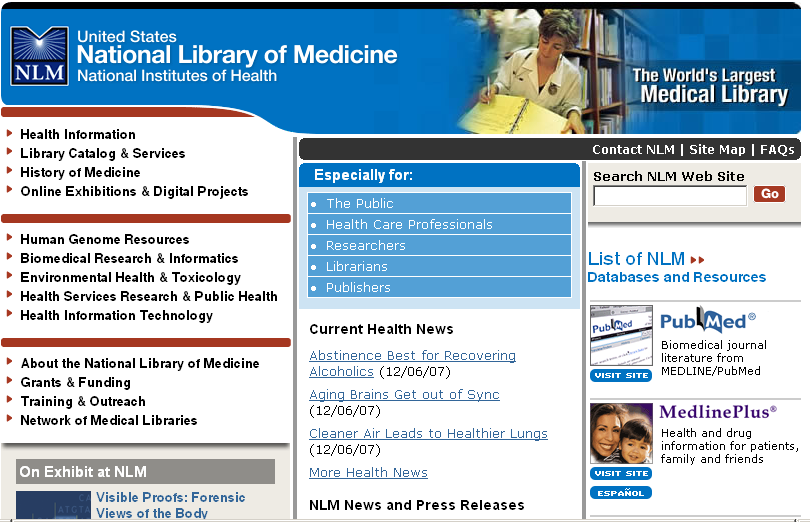 United States
National Library of Medicine
National Institutes of Health
NLM
The World's Largest
Medical Library
Contact NLM | Site Map | FAQs
Health Information
Library Catalog & Services
History of Medicine
Online Exhibitions & Digital Projects
Human Genome Resources
Biomedical Research & Informatics
Environmental Health & Toxicology
Health Services Research & Public Health
Health Information Technology
About the National Library of Medicine
Grants & Funding
Training & Outreach
Network of Medical Libraries
On Exhibit at NLM
Visible Proofs: Forensic
Views of the Body
Especially for:
The Public
Health Care Professionals
Researchers
Librarians
Publishers
Current Health News
Abstinence Best for Recovering
Alcoholics (12/06/07)
Aging Brains Get out of Sync
(12/06/07)
Cleaner Air Leads to Healthier Lungs
(12/06/07)
More Health News
NLM News and Press Releases
Search NLM Web Site
Go
List of NLM
Databases and Resources
PubMed
PubMed®
Biomedical journal
literature from
MEDLINE/PubMed
VISIT SITE
MedlinePlus®
Health and drug
information for patients,
family and friends
VISIT SITE
ESPAÑOL